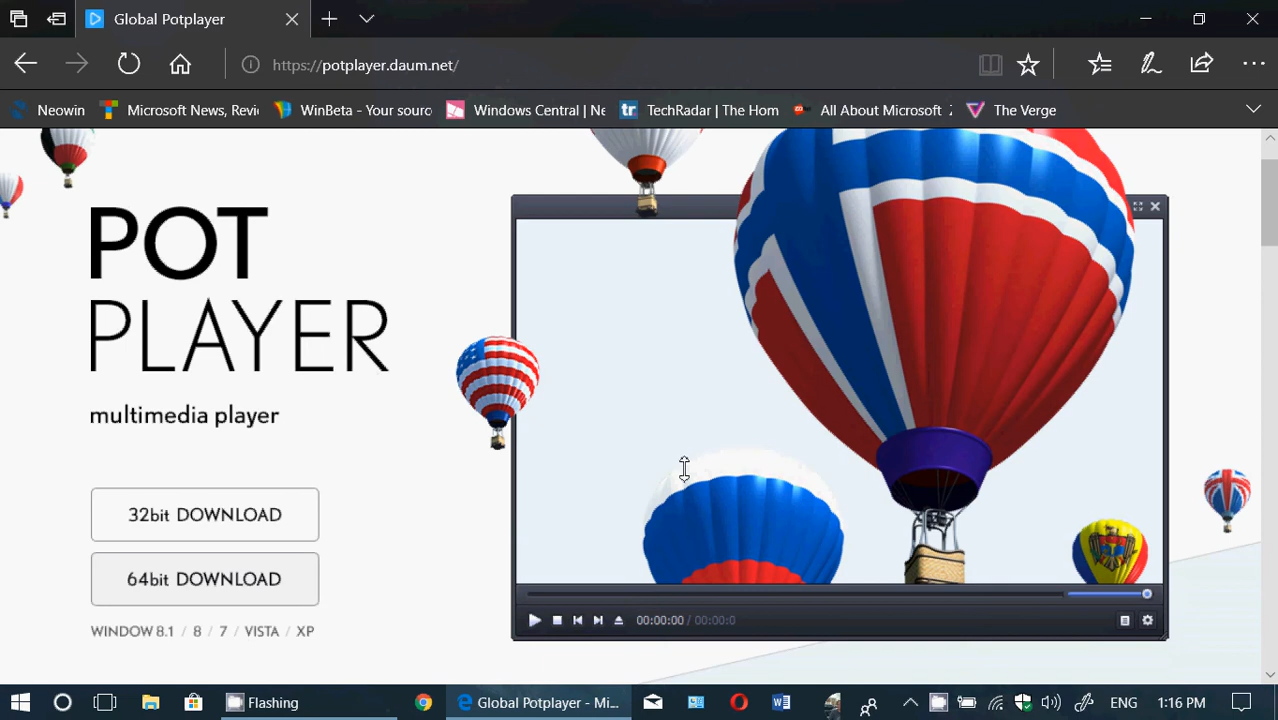 Global Potplayer
https://potplayer.daum.net/
Neowin
Microsoft News, Revi
WinBeta - Your sourc
Windows Central | Ne
TechRadar | The Hom
All About Microsoft
The Verge
POT
PLAYER
multimedia player
32bit DOWNLOAD
64bit DOWNLOAD
WINDOW 8.1 / 8 / 7 / VISTA / XP
00:00:00 / 00:00:0
Flashing
Global Potplayer - Mi...
ENG
1:16 PM